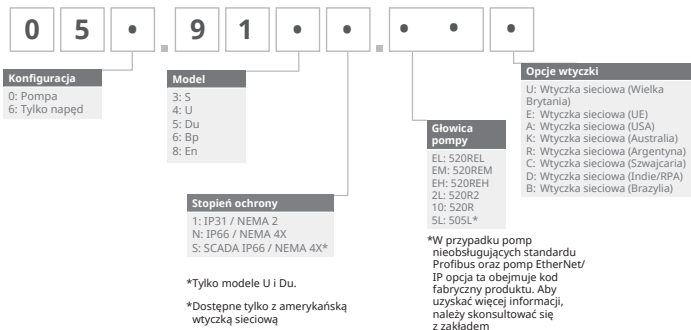 0 5 • . 9 1 • • . • • •
Konfiguracja
0: Pompa
6: Tylko napęd
Model
3: S
4: U
5: Du
6: Bp
8: En
Stopień ochrony
1: IP31 / NEMA 2
N: IP66 / NEMA 4X
S: SCADA IP66 / NEMA 4X*
*Tylko modele U i Du.
*Dostępne tylko z amerykańską
wtyczką sieciową
Głowica
pompy
EL: 520REL
EM: 520REM
EH: 520REH
2L: 520R2
10: 520R
5L: 505L*
*W przypadku pomp
nieobsługujących standardu
Profibus oraz pomp EtherNet/
IP opcja ta obejmuje kod
fabryczny produktu. Aby
uzyskać więcej informacji,
należy skonsultować się
z zakładem
Opcje wtyczki
U: Wtyczka sieciowa (Wielka
Brytania)
E: Wtyczka sieciowa (UE)
A: Wtyczka sieciowa (USA)
K: Wtyczka sieciowa (Australia)
R: Wtyczka sieciowa (Argentyna)
C: Wtyczka sieciowa (Szwajcaria)
D: Wtyczka sieciowa (Indie/RPA)
B: Wtyczka sieciowa (Brazylia)